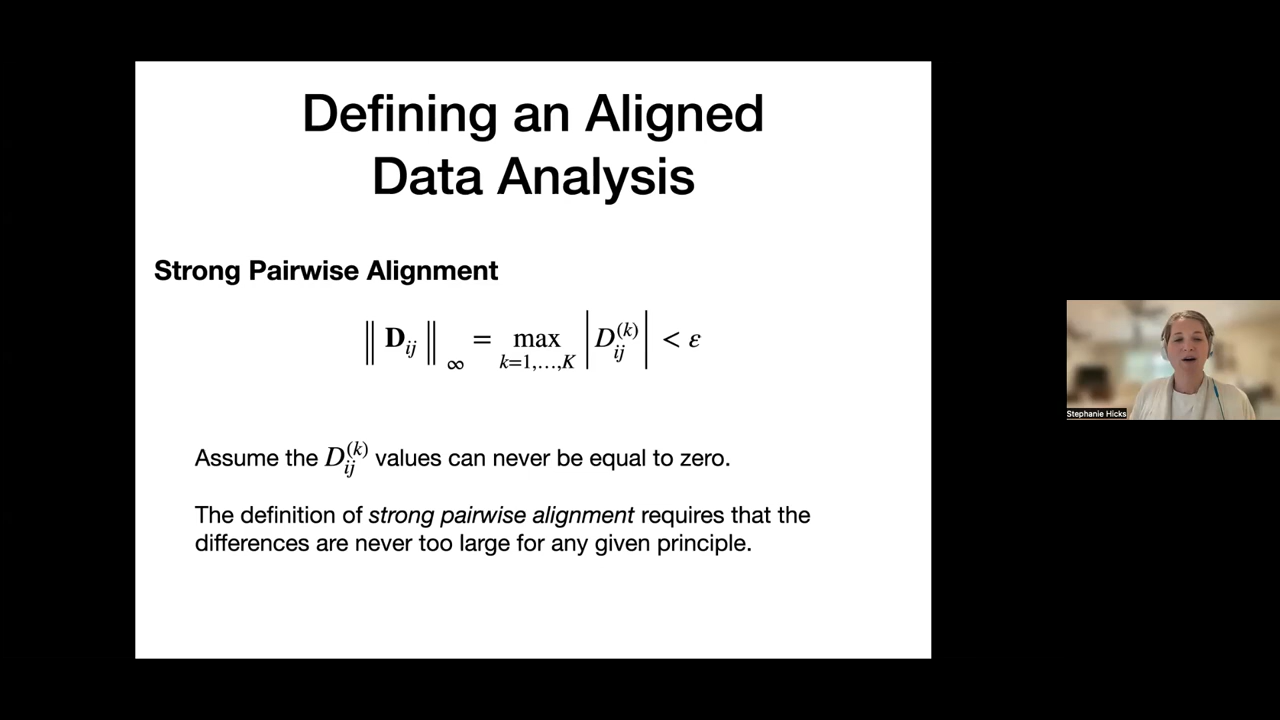 Defining an Aligned
Data Analysis
Strong Pairwise Alignment
‖ D_ij ‖_∞ = max_{k=1,…,K} | D_ij^(k) | < ε
Assume the D_ij^(k) values can never be equal to zero.
The definition of strong pairwise alignment requires that the
differences are never too large for any given principle.
Stephanie Hicks